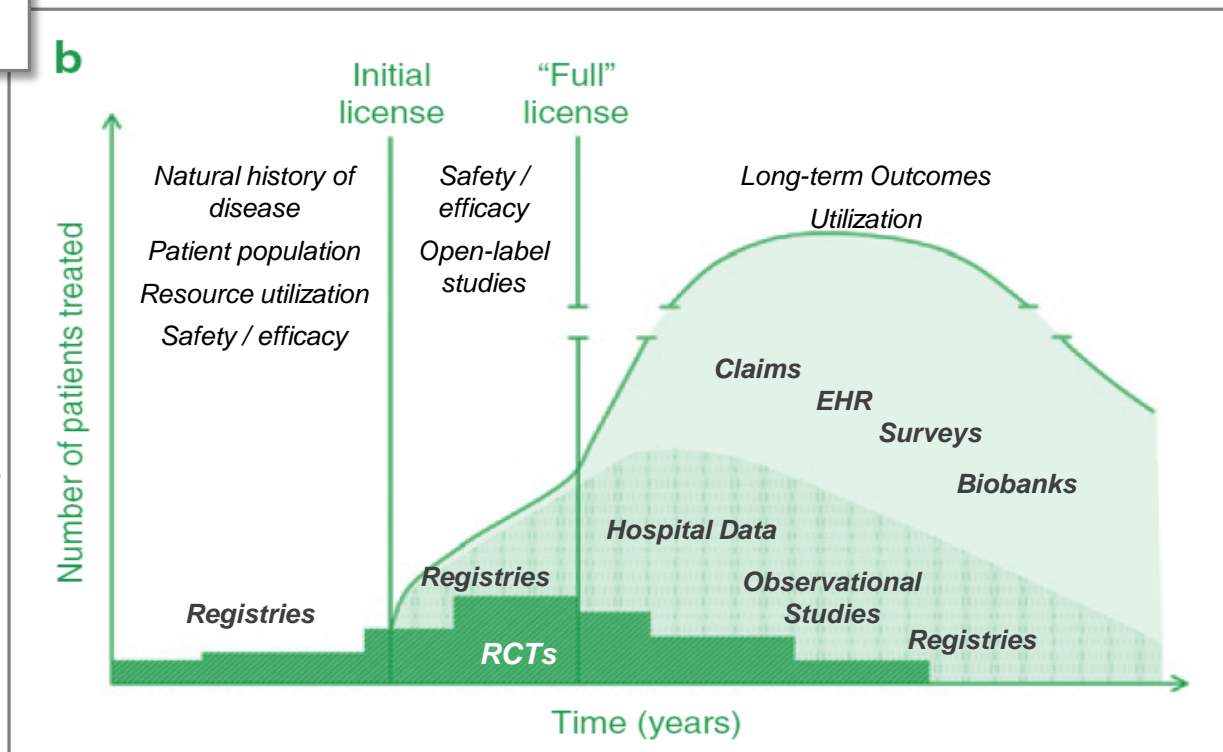 b
Initial
license
“Full”
license
Natural history of
disease
Patient population
Resource utilization
Safety / efficacy
Safety /
efficacy
Open-label
studies
Long-term Outcomes
Utilization
Number of patients treated
Claims
EHR
Surveys
Biobanks
Hospital Data
Registries
Observational
Studies
Registries
Registries
RCTs
Time (years)